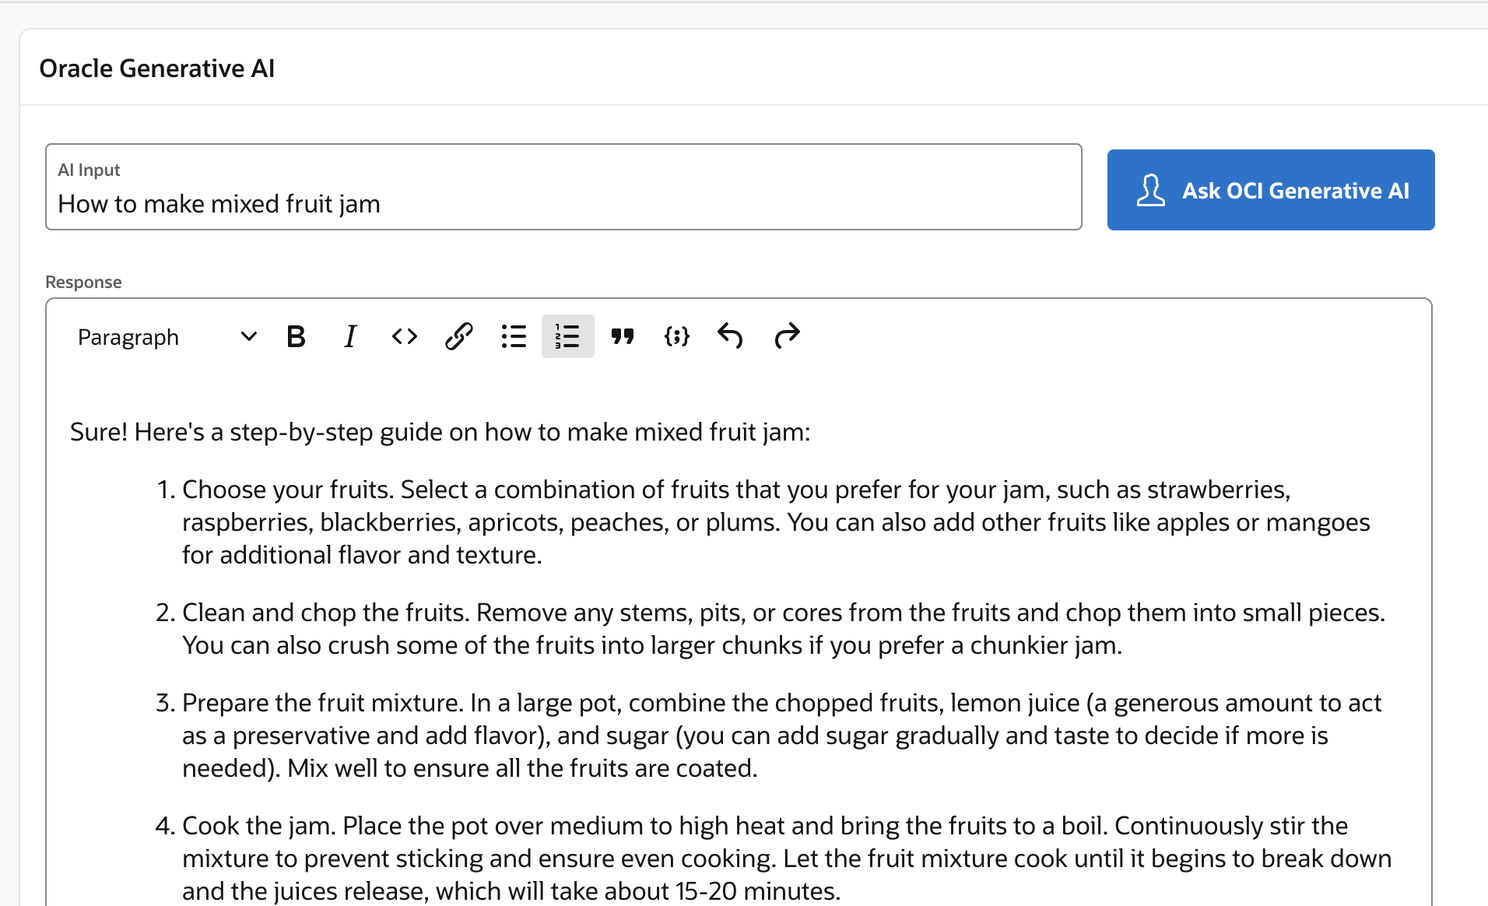 Oracle Generative AI
AI Input
How to make mixed fruit jam
Ask OCI Generative AI
Response
Paragraph
Sure! Here's a step-by-step guide on how to make mixed fruit jam:
1. Choose your fruits. Select a combination of fruits that you prefer for your jam, such as strawberries,
raspberries, blackberries, apricots, peaches, or plums. You can also add other fruits like apples or mangoes
for additional flavor and texture.
2. Clean and chop the fruits. Remove any stems, pits, or cores from the fruits and chop them into small pieces.
You can also crush some of the fruits into larger chunks if you prefer a chunkier jam.
3. Prepare the fruit mixture. In a large pot, combine the chopped fruits, lemon juice (a generous amount to act
as a preservative and add flavor), and sugar (you can add sugar gradually and taste to decide if more is
needed). Mix well to ensure all the fruits are coated.
4. Cook the jam. Place the pot over medium to high heat and bring the fruits to a boil. Continuously stir the
mixture to prevent sticking and ensure even cooking. Let the fruit mixture cook until it begins to break down
and the juices release, which will take about 15-20 minutes.